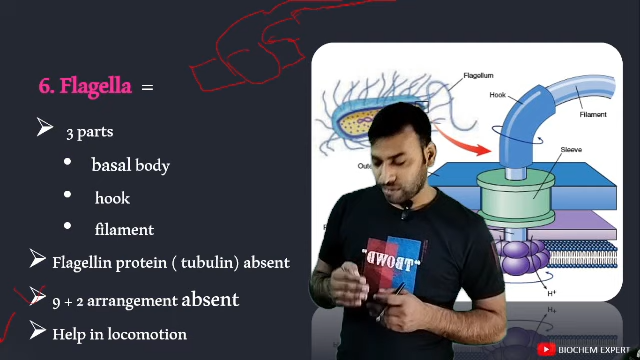 6. Flagella =
3 parts
basal body
hook
filament
Flagellin protein ( tubulin) absent
9 + 2 arrangement absent
Help in locomotion
Flagellum
Hook
Filament
Sleeve
H+
H+
BIOCHEM EXPERT